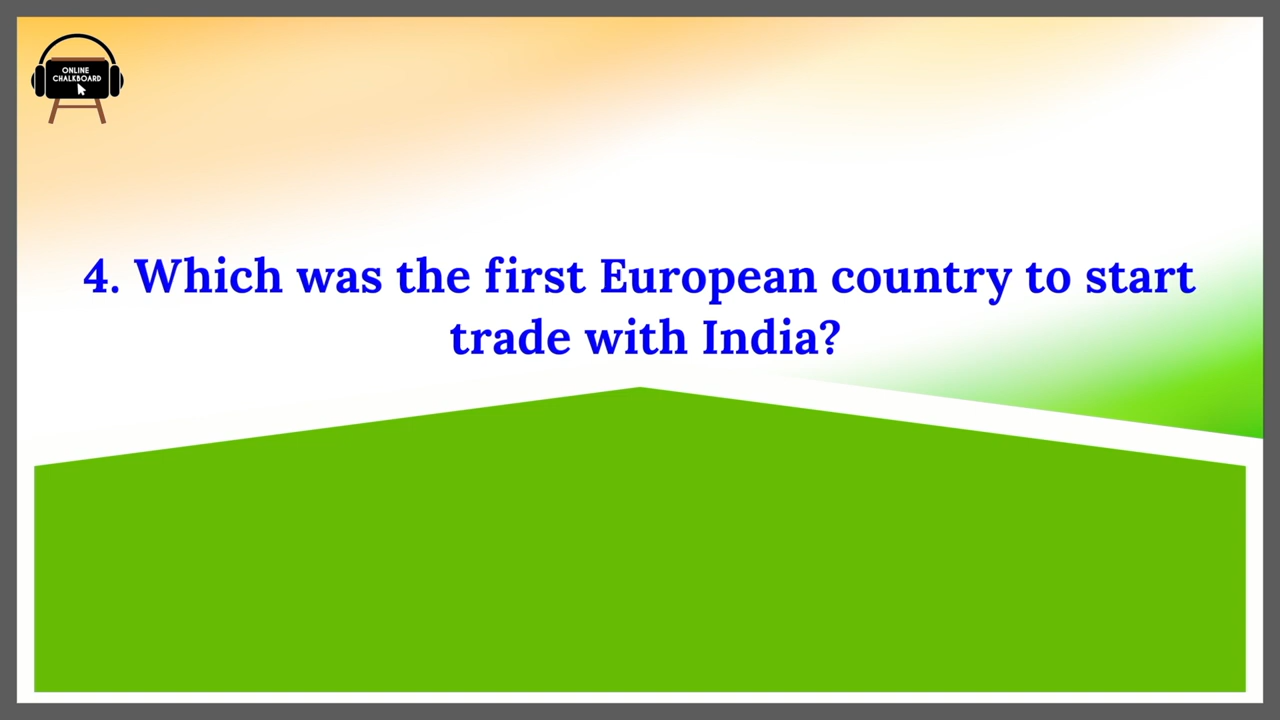 ONLINE
CHALKBOARD
4. Which was the first European country to start
trade with India?